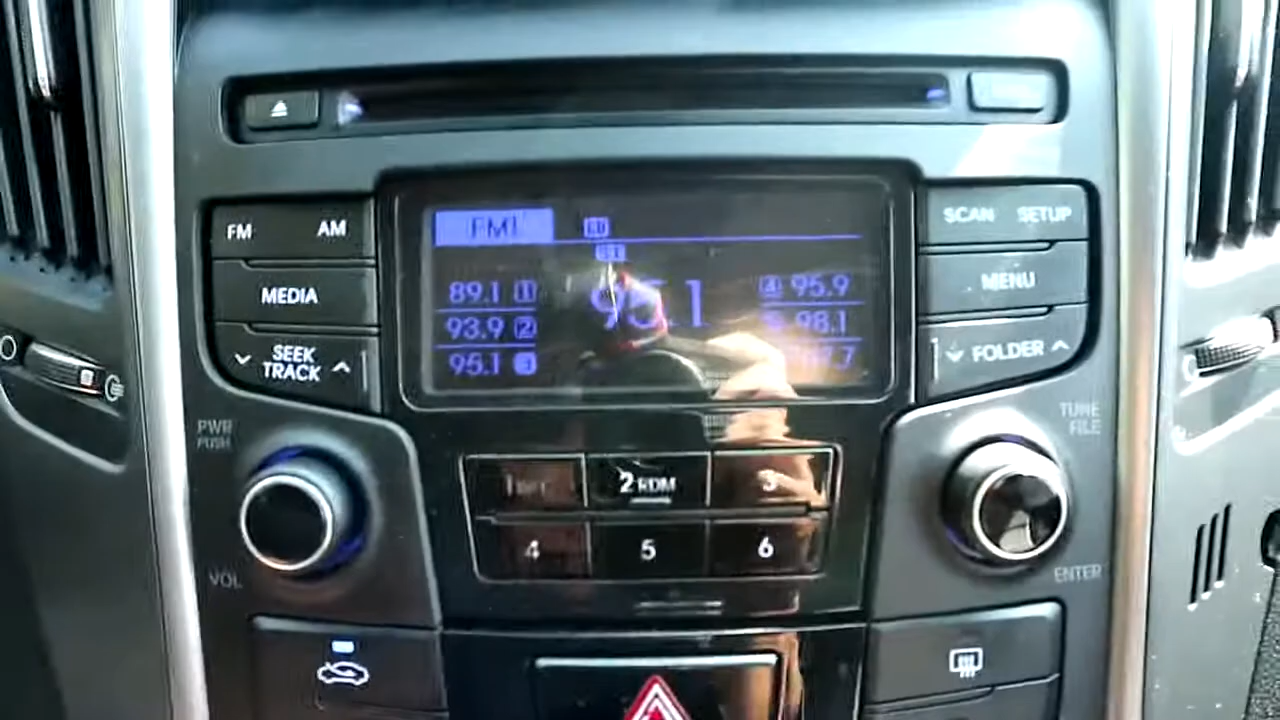 FM AM
SCAN SETUP
FM1
MEDIA
MENU
89.1 1
93.9 2
95.1 3
95.1
4 95.9
98.1
SEEK
TRACK
FOLDER
PWR
PUSH
TUNE
FILE
2 RDM
3
4 5 6
VOL
ENTER